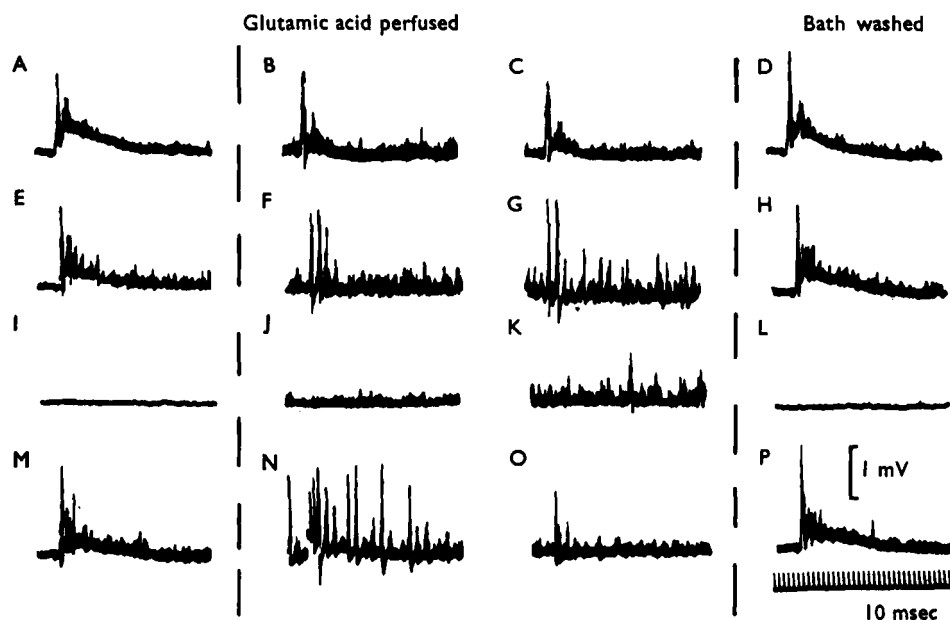 Glutamic acid perfused
Bath washed
A
B
C
D
E
F
G
H
I
J
K
L
M
N
O
P
1 mV
10 msec